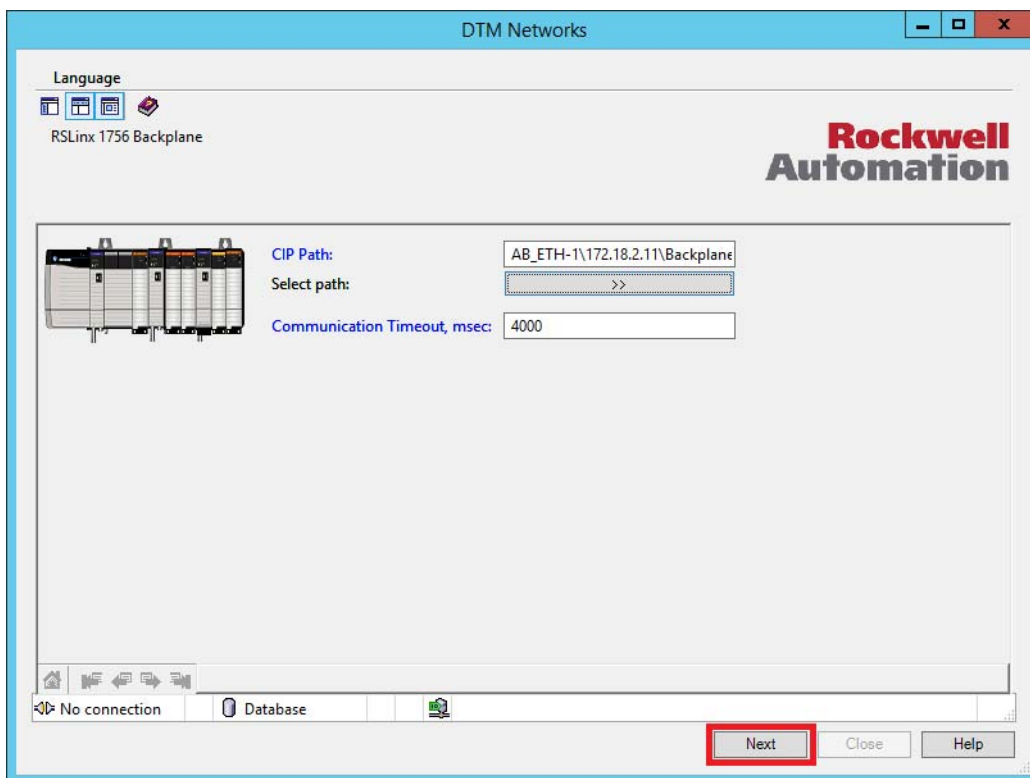 DTM Networks
Language
RSLinx 1756 Backplane
Rockwell
Automation
CIP Path: AB_ETH-1\172.18.2.11\Backplane
Select path: >>
Communication Timeout, msec: 4000
No connection Database
Next Close Help